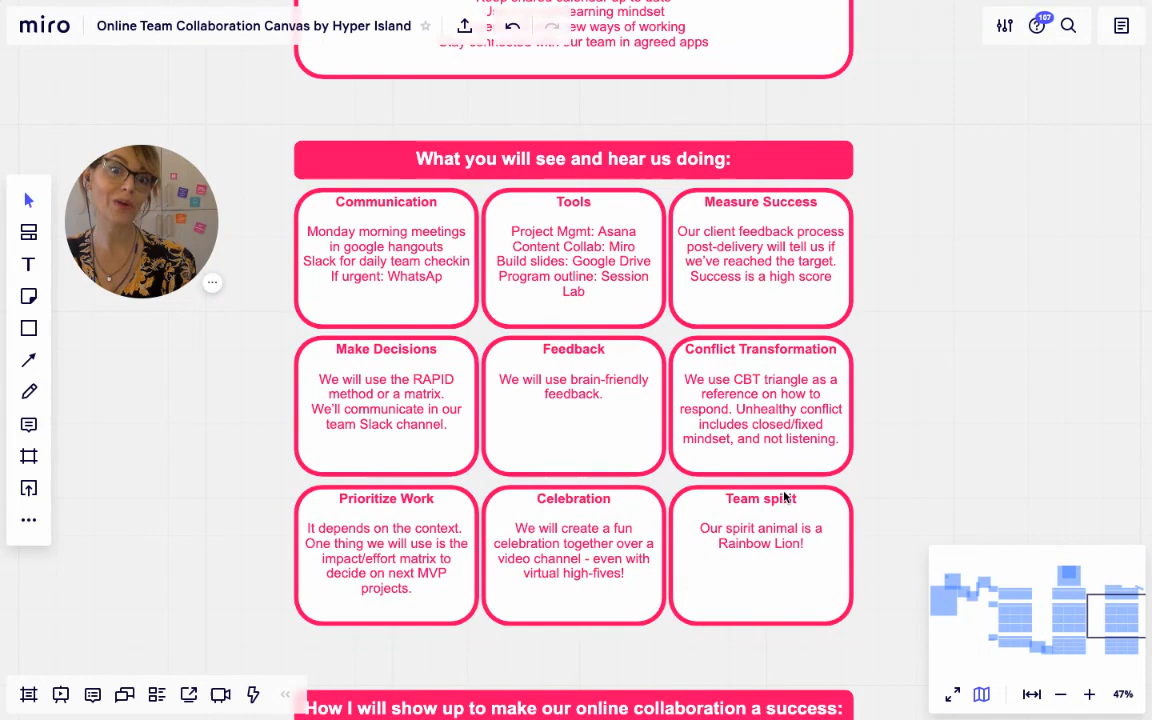 miro
Online Team Collaboration Canvas by Hyper Island
107
learning mindset
new ways of working
Stay connected with our team in agreed apps
What you will see and hear us doing:
Communication
Monday morning meetings
in google hangouts
Slack for daily team checkin
If urgent: WhatsAp
Tools
Project Mgmt: Asana
Content Collab: Miro
Build slides: Google Drive
Program outline: Session
Lab
Measure Success
Our client feedback process
post-delivery will tell us if
we've reached the target.
Success is a high score
Make Decisions
We will use the RAPID
method or a matrix.
We'll communicate in our
team Slack channel.
Feedback
We will use brain-friendly
feedback.
Conflict Transformation
We use CBT triangle as a
reference on how to
respond. Unhealthy conflict
includes closed/fixed
mindset, and not listening.
Prioritize Work
It depends on the context.
One thing we will use is the
impact/effort matrix to
decide on next MVP
projects.
Celebration
We will create a fun
celebration together over a
video channel - even with
virtual high-fives!
Team spirit
Our spirit animal is a
Rainbow Lion!
47%
How I will show up to make our online collaboration a success: